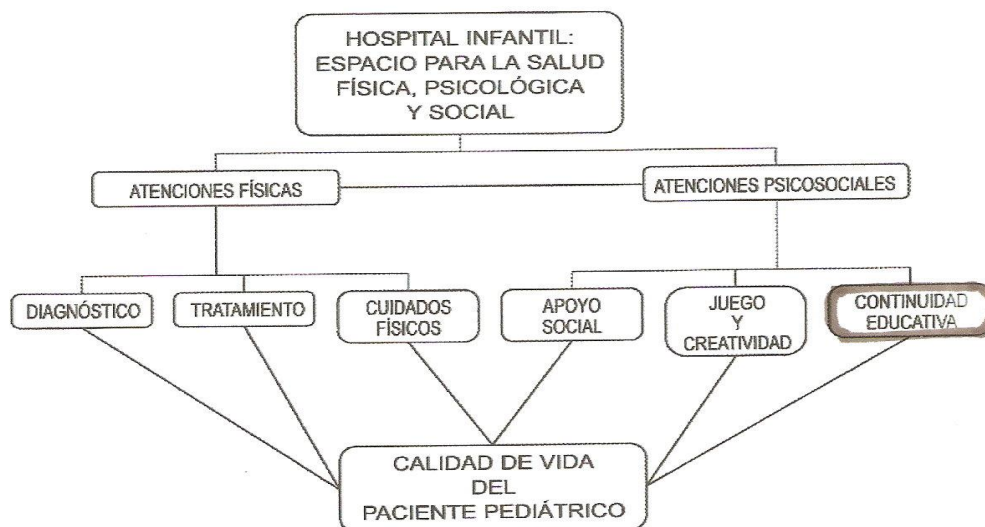 HOSPITAL INFANTIL:
ESPACIO PARA LA SALUD
FÍSICA, PSICOLÓGICA
Y SOCIAL
ATENCIONES FÍSICAS
ATENCIONES PSICOSOCIALES
DIAGNÓSTICO
TRATAMIENTO
CUIDADOS
FÍSICOS
APOYO
SOCIAL
JUEGO
Y
CREATIVIDAD
CONTINUIDAD
EDUCATIVA
CALIDAD DE VIDA
DEL
PACIENTE PEDIÁTRICO